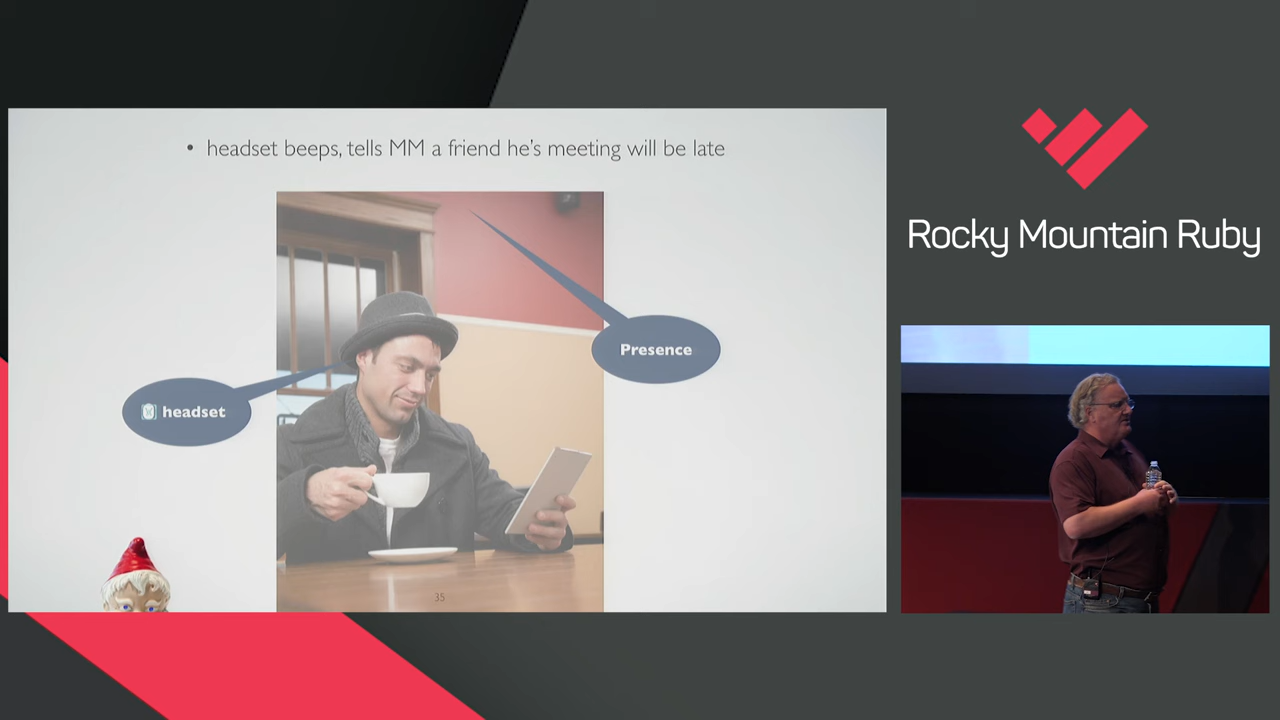 • headset beeps, tells MM a friend he's meeting will be late
Presence
headset
35
Rocky Mountain Ruby